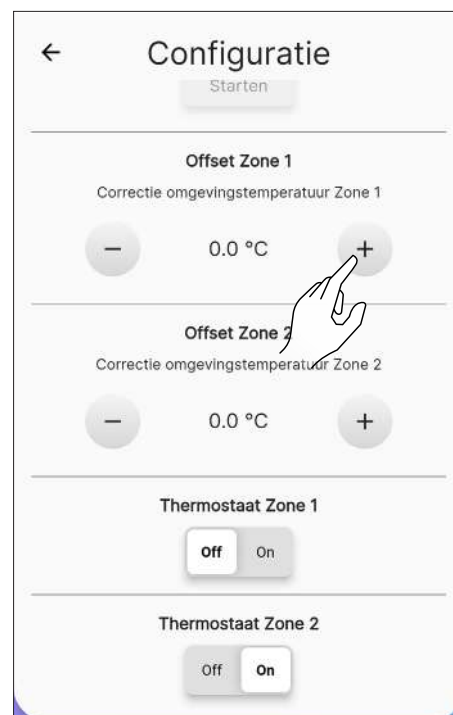 Configuratie
Starten
Offset Zone 1
Correctie omgevingstemperatuur Zone 1
− 0.0 °C +
Offset Zone 2
Correctie omgevingstemperatuur Zone 2
− 0.0 °C +
Thermostaat Zone 1
Off On
Thermostaat Zone 2
Off On